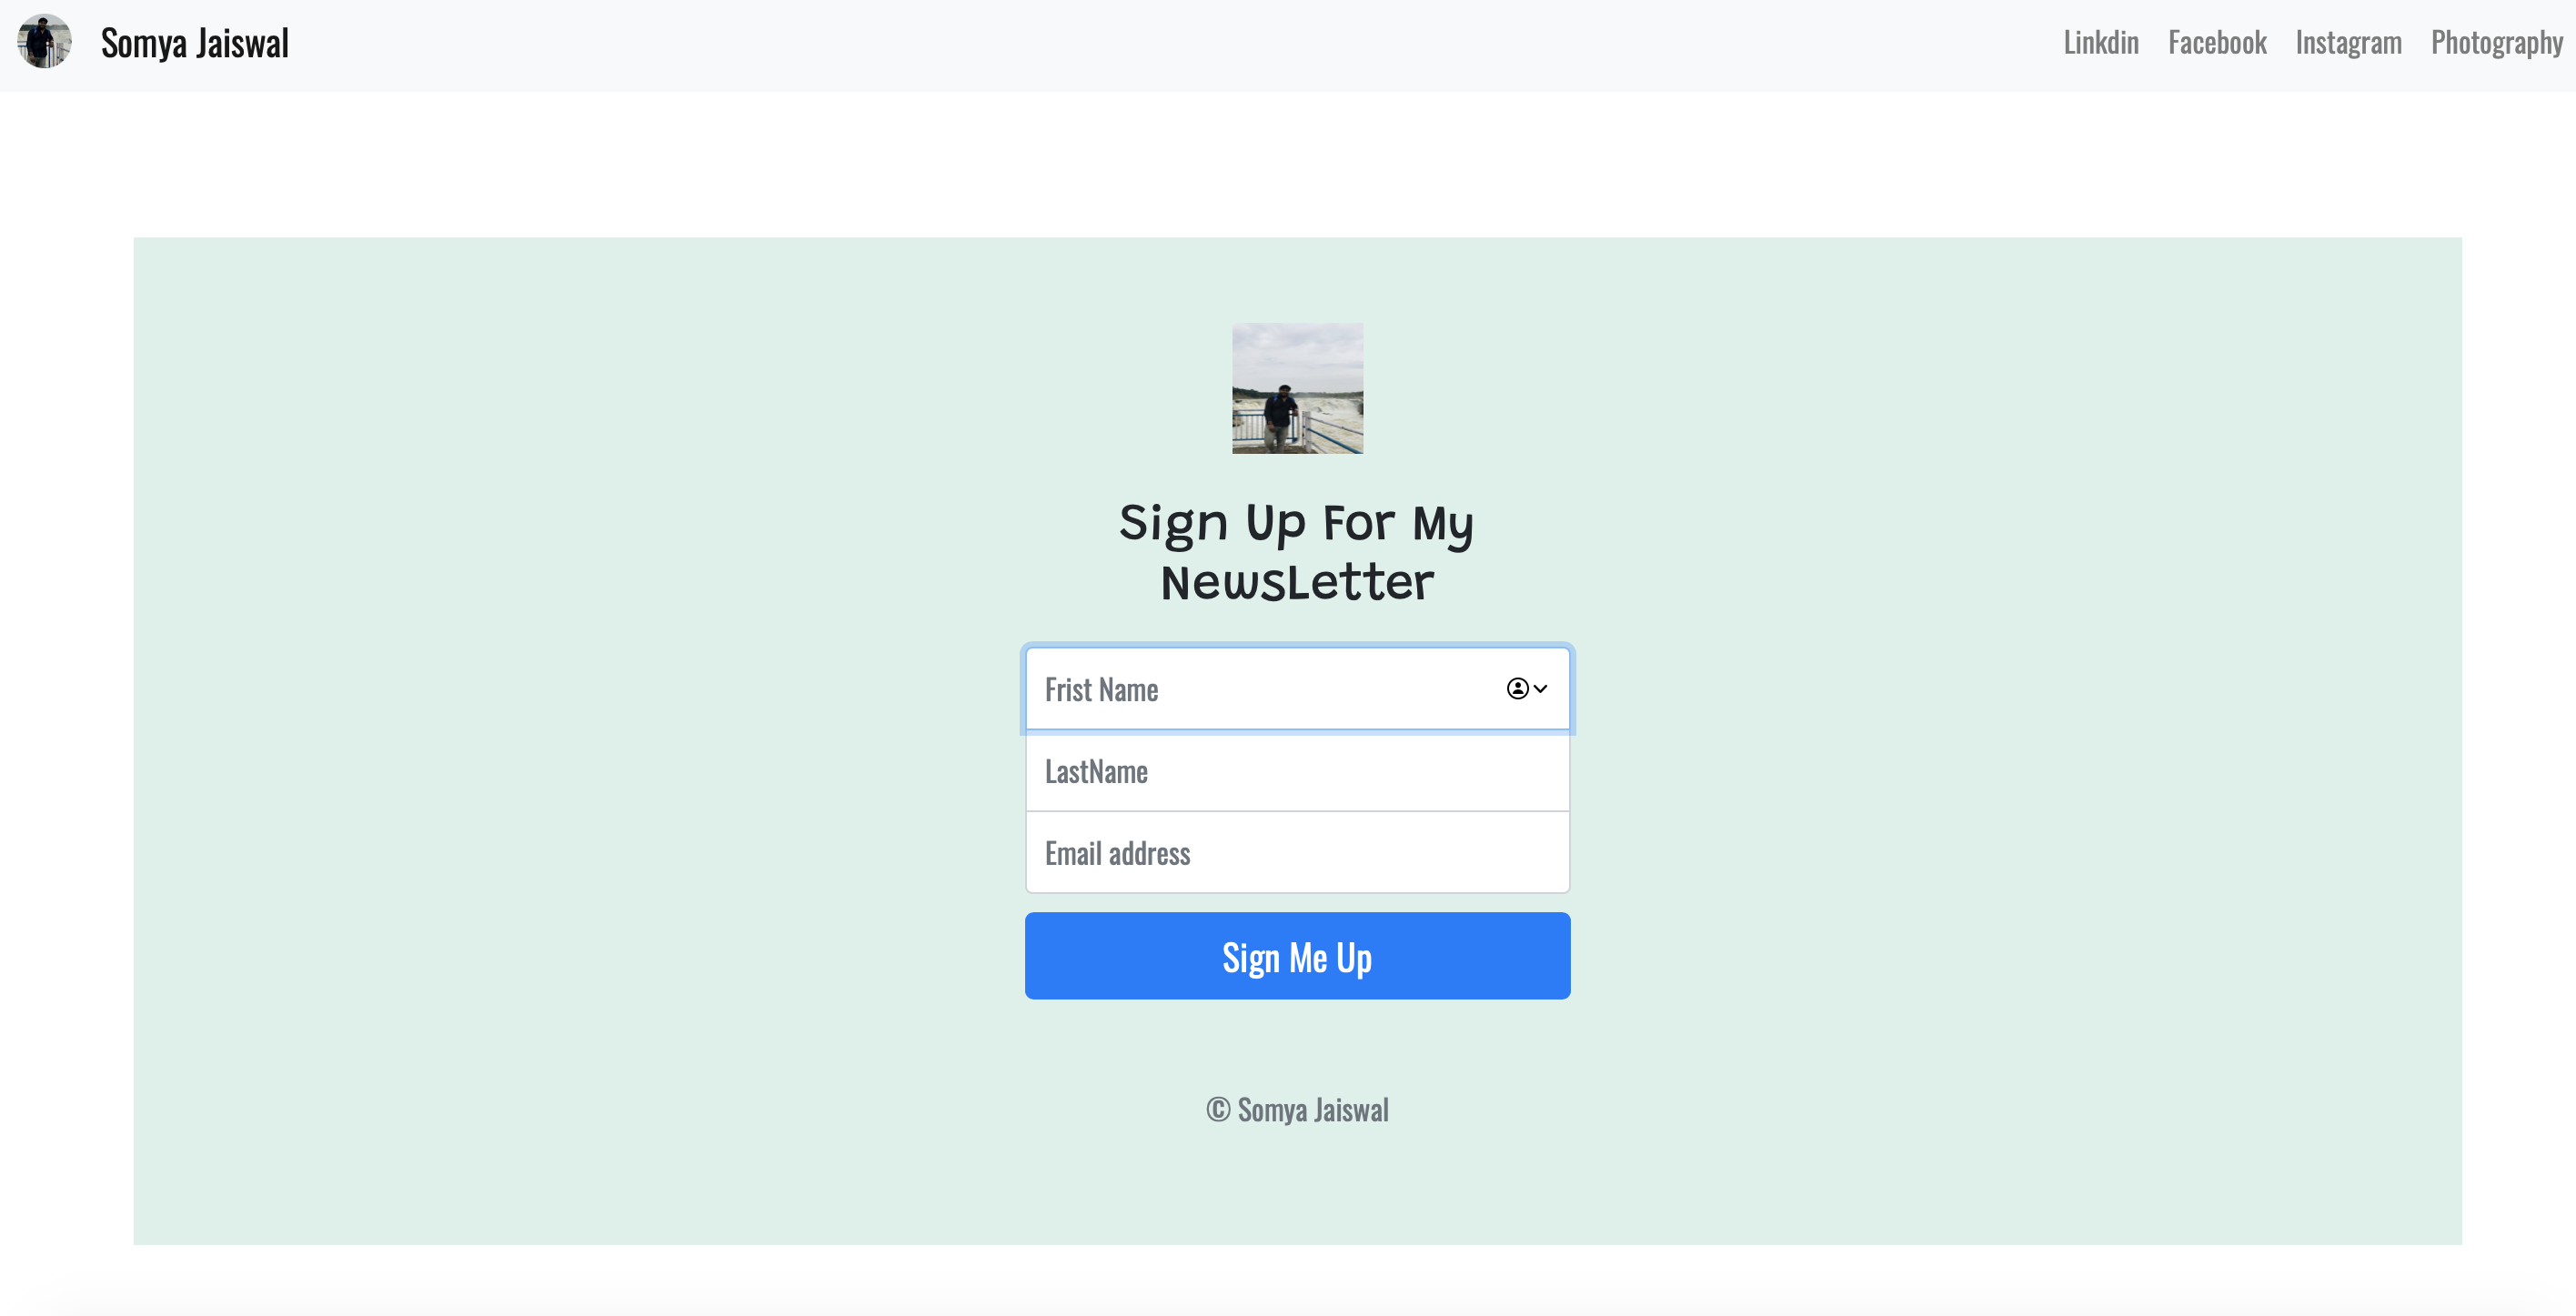 Somya Jaiswal
Linkdin Facebook Instagram Photography
Sign Up For My
NewsLetter
Frist Name
LastName
Email address
Sign Me Up
© Somya Jaiswal